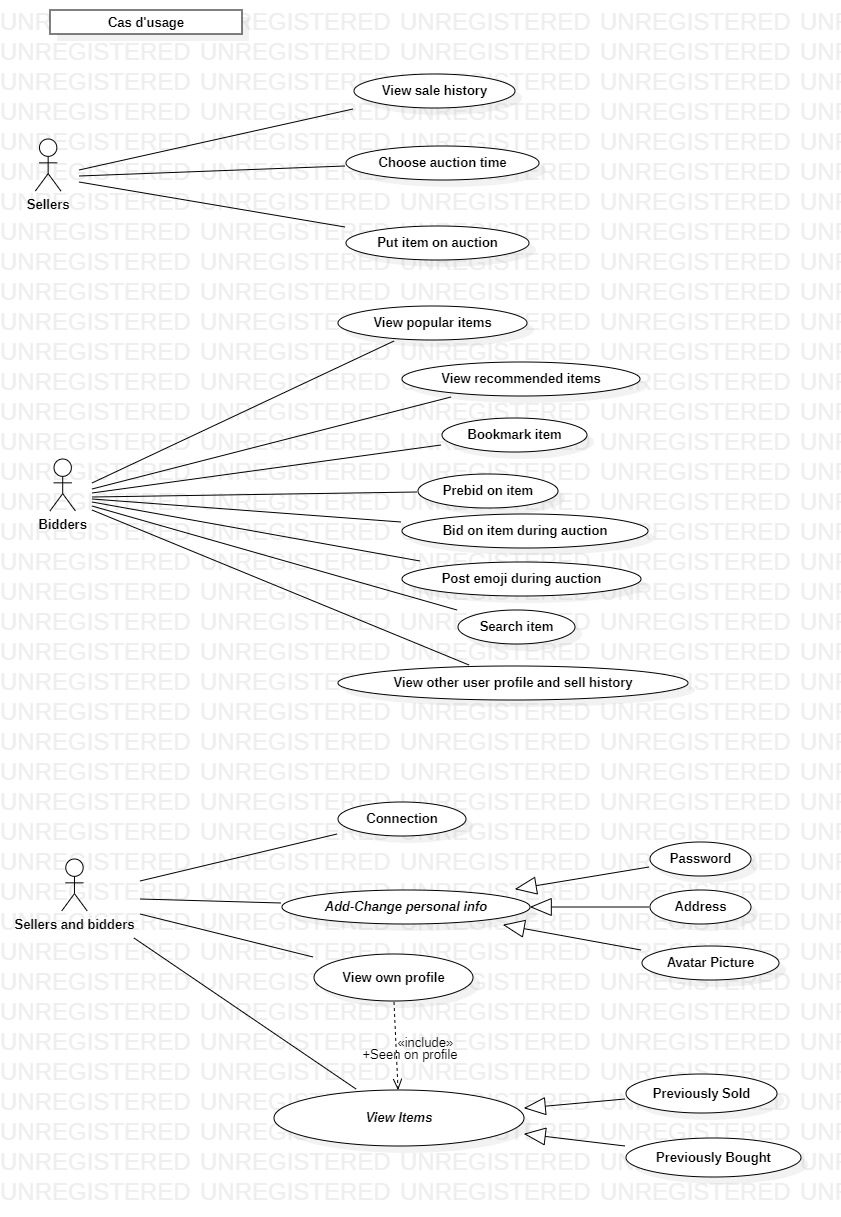 Cas d'usage
View sale history
Choose auction time
Sellers
Put item on auction
View popular items
View recommended items
Bookmark item
Prebid on item
Bidders
Bid on item during auction
Post emoji during auction
Search item
View other user profile and sell history
Connection
Password
Add-Change personal info
Address
Sellers and bidders
Avatar Picture
View own profile
«include»
+Seen on profile
Previously Sold
View Items
Previously Bought
UNREGISTERED